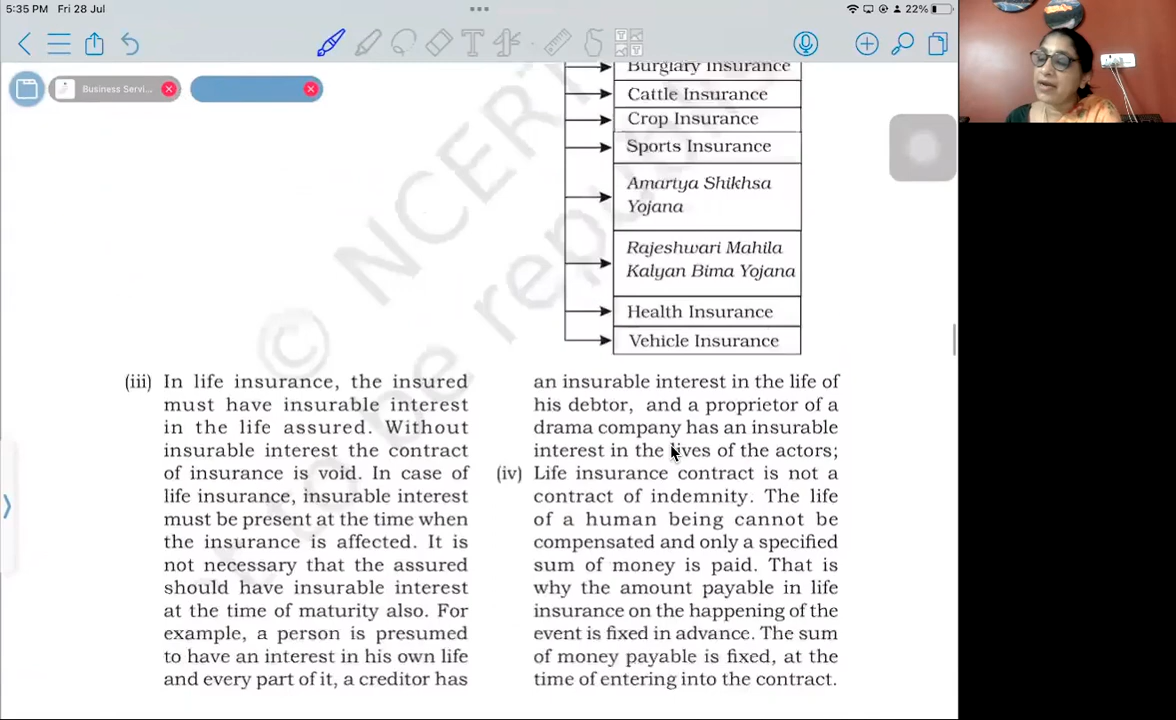 5:35 PM Fri 28 Jul
22%
Business Servi...
Burglary Insurance
Cattle Insurance
Crop Insurance
Sports Insurance
Amartya Shikhsa
Yojana
Rajeshwari Mahila
Kalyan Bima Yojana
Health Insurance
Vehicle Insurance
© NCERT
not to be republis
(iii) In life insurance, the insured
must have insurable interest
in the life assured. Without
insurable interest the contract
of insurance is void. In case of
life insurance, insurable interest
must be present at the time when
the insurance is affected. It is
not necessary that the assured
should have insurable interest
at the time of maturity also. For
example, a person is presumed
to have an interest in his own life
and every part of it, a creditor has
an insurable interest in the life of
his debtor, and a proprietor of a
drama company has an insurable
interest in the lives of the actors;
(iv) Life insurance contract is not a
contract of indemnity. The life
of a human being cannot be
compensated and only a specified
sum of money is paid. That is
why the amount payable in life
insurance on the happening of the
event is fixed in advance. The sum
of money payable is fixed, at the
time of entering into the contract.